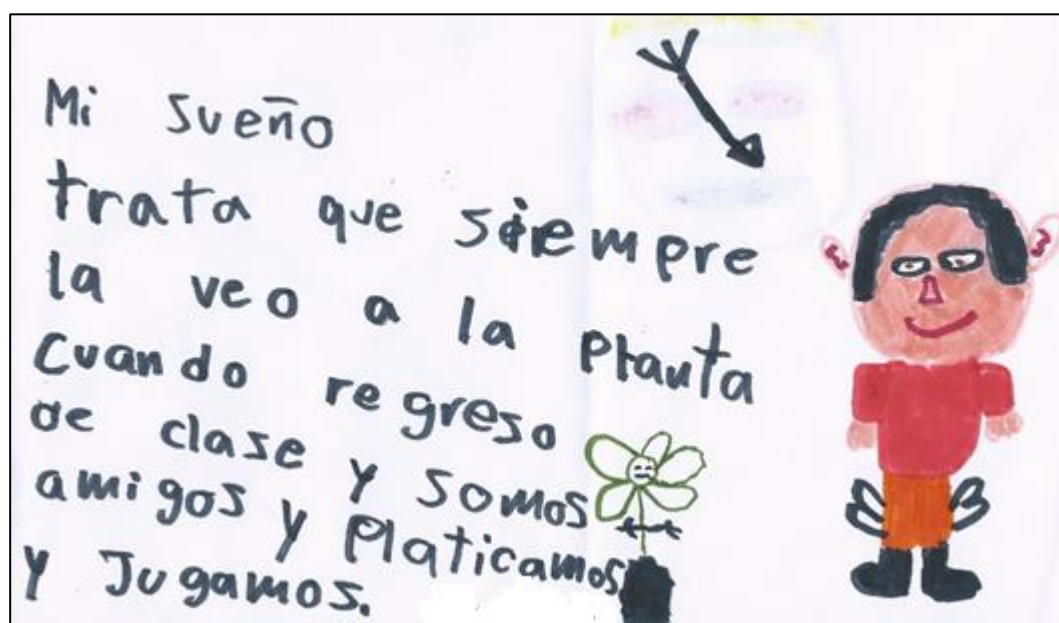 Mi sueño
trata que siempre
la veo a la planta
Cuando regreso
de clase y somos
amigos y Platicamos
y Jugamos.